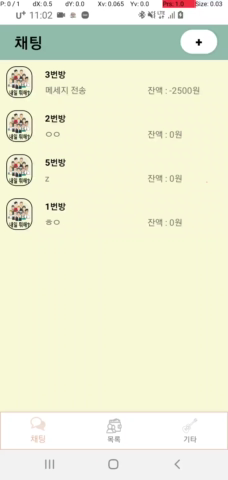 P: 0 / 1 dX: 0.5 dY: 0.0 Xv: 0.065 Yv: 0.0 Prs: 1.0 Size: 0.03
U+ 11:02
채팅 +
3번방
메세지 전송 잔액 : -2500원
2번방
ㅇㅇ 잔액 : 0원
5번방
z 잔액 : 0원
1번방
ㅎㅇ 잔액 : 0원
채팅 목록 기타